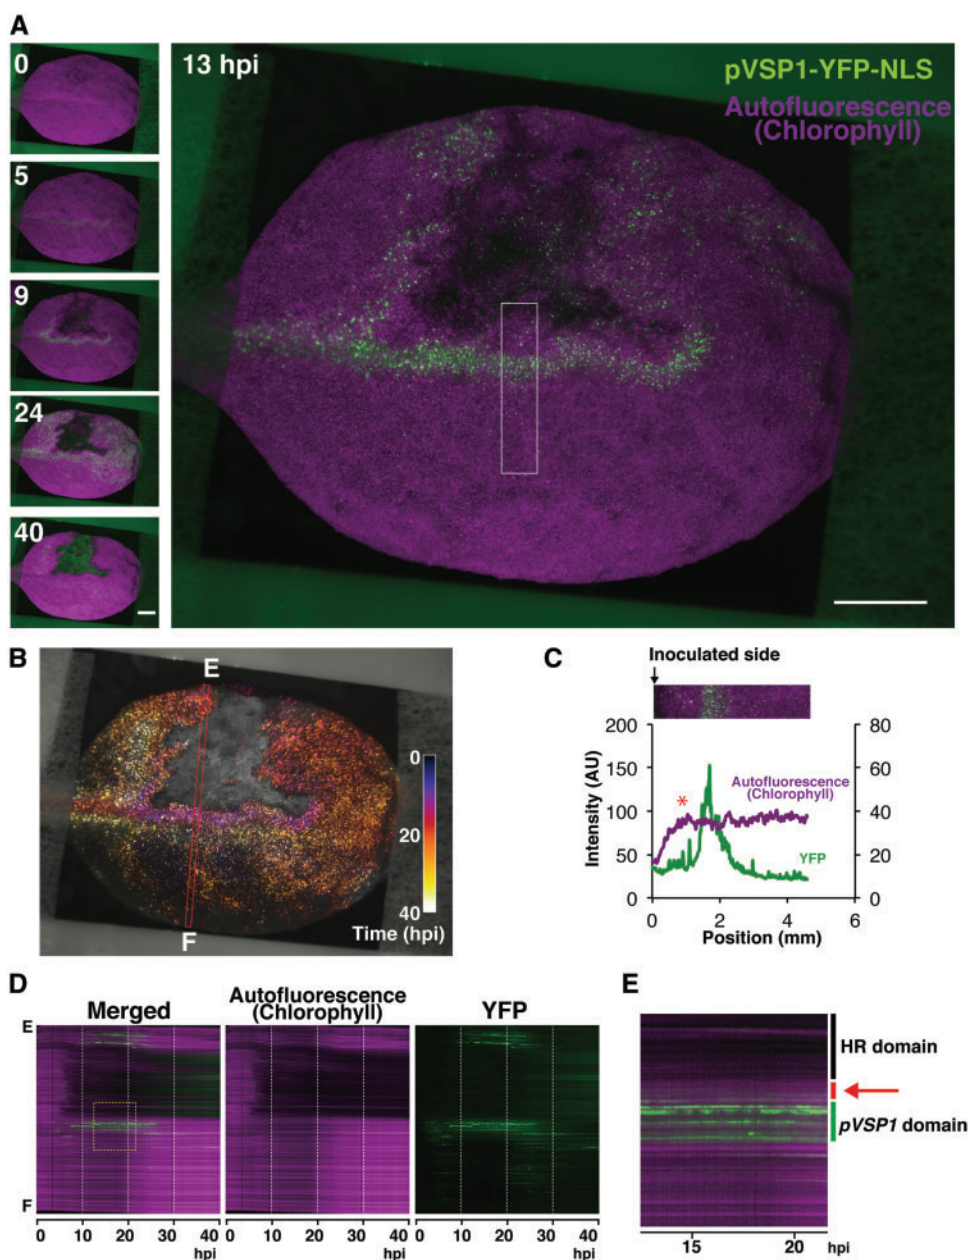 A
0
5
9
24
40
13 hpi
pVSP1-YFP-NLS
Autofluorescence
(Chlorophyll)
B
E
F
0
20
40
Time (hpi)
C
Inoculated side
200
150
100
50
0
80
60
40
20
0
Intensity (AU)
*
Autofluorescence
(Chlorophyll)
YFP
0 2 4 6
Position (mm)
D
Merged
Autofluorescence
(Chlorophyll)
YFP
E
F
0 10 20 30 40
hpi
0 10 20 30 40
hpi
0 10 20 30 40
hpi
E
HR domain
pVSP1 domain
15 20 hpi